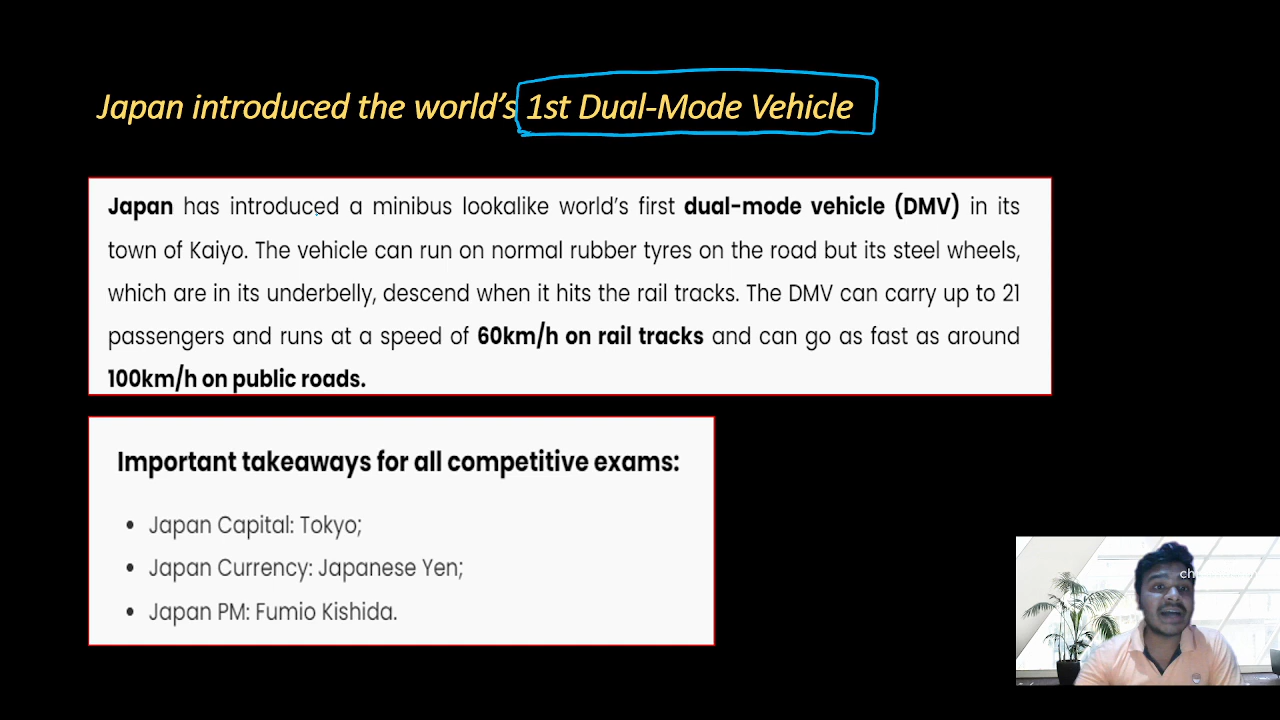 Japan introduced the world's 1st Dual-Mode Vehicle
Japan has introduced a minibus lookalike world's first dual-mode vehicle (DMV) in its
town of Kaiyo. The vehicle can run on normal rubber tyres on the road but its steel wheels,
which are in its underbelly, descend when it hits the rail tracks. The DMV can carry up to 21
passengers and runs at a speed of 60km/h on rail tracks and can go as fast as around
100km/h on public roads.
Important takeaways for all competitive exams:
• Japan Capital: Tokyo;
• Japan Currency: Japanese Yen;
• Japan PM: Fumio Kishida.